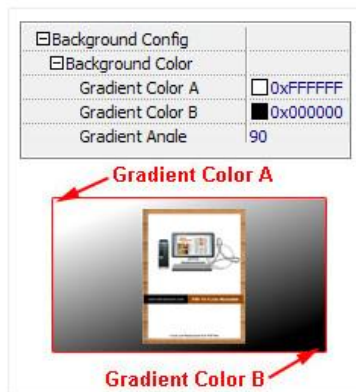 Background Config
Background Color
Gradient Color A 0xFFFFFF
Gradient Color B 0x000000
Gradient Angle 90
Gradient Color A
Gradient Color B